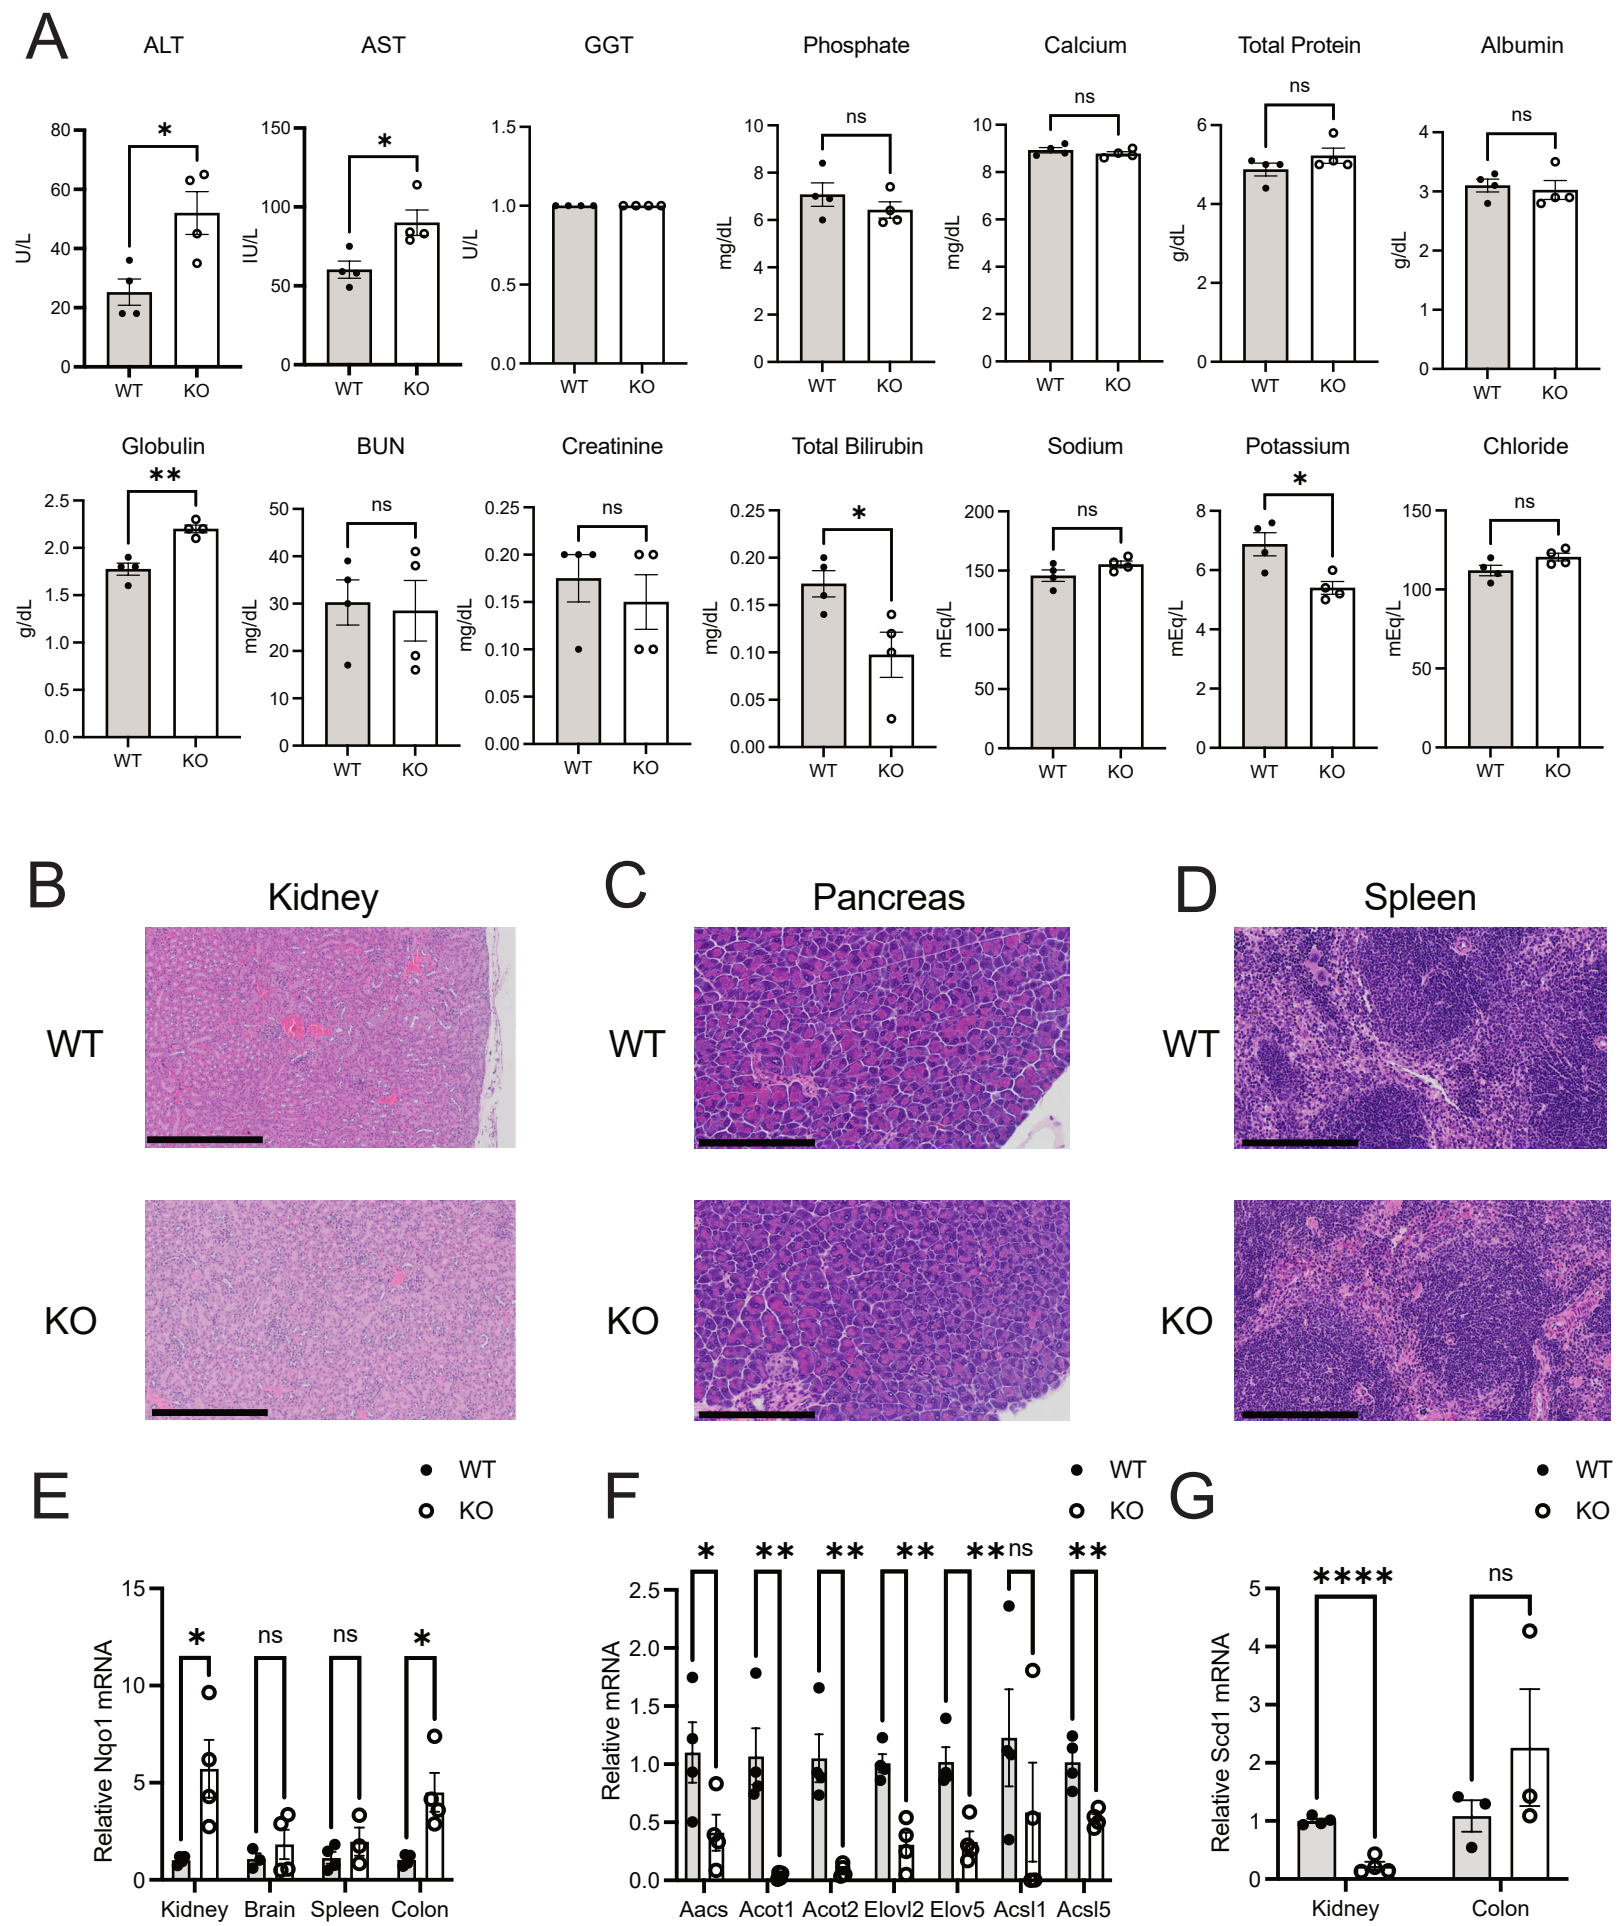 A
ALT AST GGT Phosphate Calcium Total Protein Albumin
U/L
80
60
40
20
0
*
WT KO
IU/L
150
100
50
0
*
WT KO
U/L
1.5
1.0
0.5
0.0
WT KO
mg/dL
10
8
6
4
2
0
ns
WT KO
mg/dL
10
8
6
4
2
0
ns
WT KO
g/dL
6
4
2
0
ns
WT KO
g/dL
4
3
2
1
0
ns
WT KO
Globulin BUN Creatinine Total Bilirubin Sodium Potassium Chloride
g/dL
2.5
2.0
1.5
1.0
0.5
0.0
**
WT KO
mg/dL
50
40
30
20
10
0
ns
WT KO
mg/dL
0.25
0.20
0.15
0.10
0.05
0.00
ns
WT KO
mg/dL
0.25
0.20
0.15
0.10
0.05
0.00
*
WT KO
mEq/L
200
150
100
50
0
ns
WT KO
mEq/L
8
6
4
2
0
*
WT KO
mEq/L
150
100
50
0
ns
WT KO
B Kidney
WT
KO
C Pancreas
WT
KO
D Spleen
WT
KO
E
WT
KO
Relative Nqo1 mRNA
15
10
5
0
* ns ns *
Kidney Brain Spleen Colon
F
WT
KO
Relative mRNA
2.5
2.0
1.5
1.0
0.5
0.0
* ** ** ** ** ns **
Aacs Acot1 Acot2 Elovl2 Elov5 Acsl1 Acsl5
G
WT
KO
Relative Scd1 mRNA
5
4
3
2
1
0
**** ns
Kidney Colon